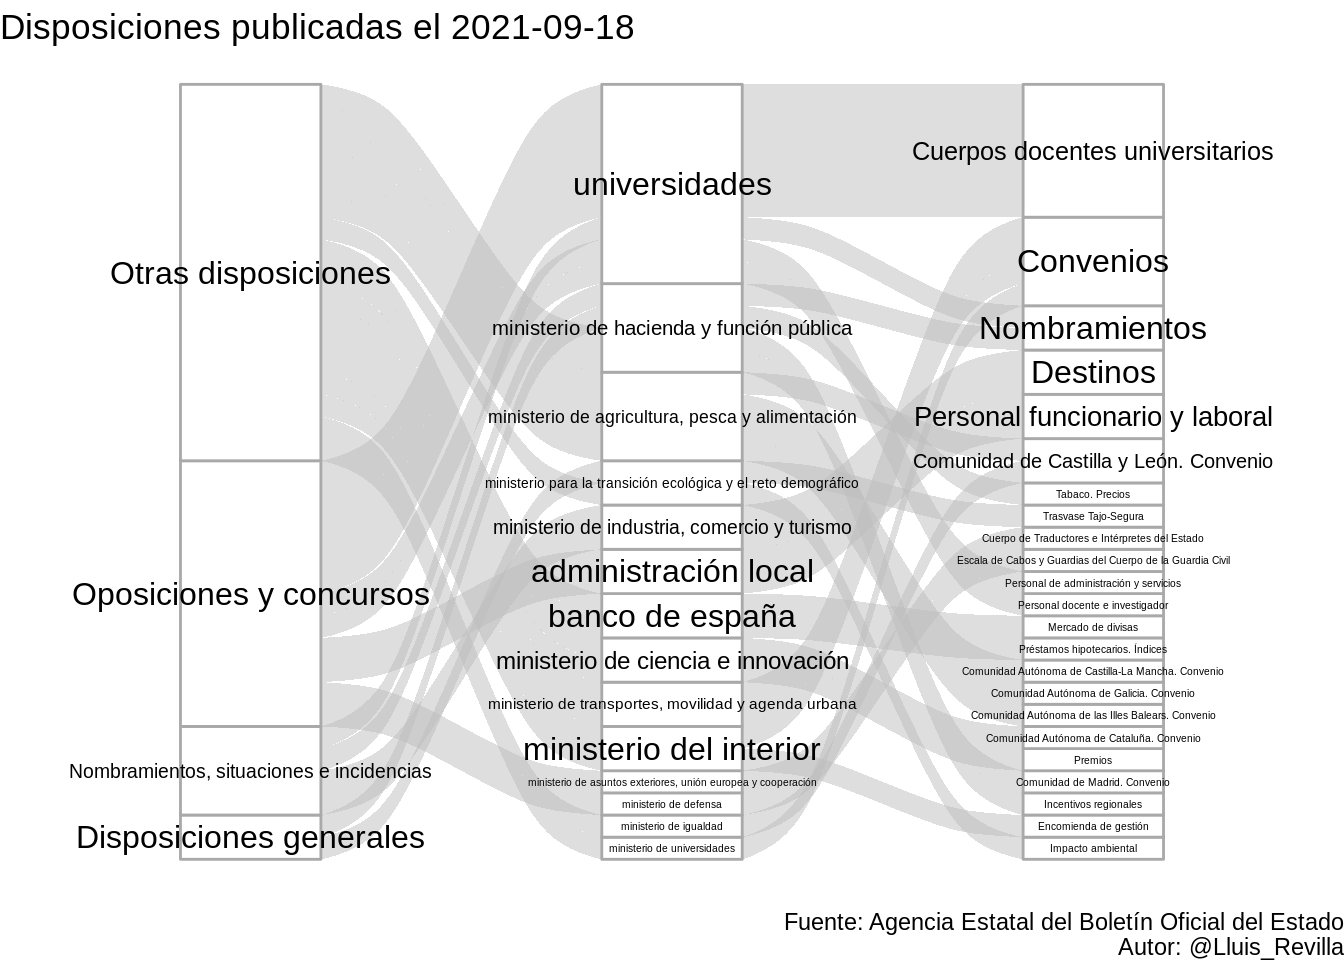 Disposiciones publicadas el 2021-09-18
Otras disposiciones
Oposiciones y concursos
Nombramientos, situaciones e incidencias
Disposiciones generales
universidades
ministerio de hacienda y función pública
ministerio de agricultura, pesca y alimentación
ministerio para la transición ecológica y el reto demográfico
ministerio de industria, comercio y turismo
administración local
banco de españa
ministerio de ciencia e innovación
ministerio de transportes, movilidad y agenda urbana
ministerio del interior
ministerio de asuntos exteriores, unión europea y cooperación
ministerio de defensa
ministerio de igualdad
ministerio de universidades
Cuerpos docentes universitarios
Convenios
Nombramientos
Destinos
Personal funcionario y laboral
Comunidad de Castilla y León. Convenio
Tabaco. Precios
Trasvase Tajo-Segura
Cuerpo de Traductores e Intérpretes del Estado
Escala de Cabos y Guardias del Cuerpo de la Guardia Civil
Personal de administración y servicios
Personal docente e investigador
Mercado de divisas
Préstamos hipotecarios. Índices
Comunidad Autónoma de Castilla-La Mancha. Convenio
Comunidad Autónoma de Galicia. Convenio
Comunidad Autónoma de las Illes Balears. Convenio
Comunidad Autónoma de Cataluña. Convenio
Premios
Comunidad de Madrid. Convenio
Incentivos regionales
Encomienda de gestión
Impacto ambiental
Fuente: Agencia Estatal del Boletín Oficial del Estado
Autor: @Lluis_Revilla